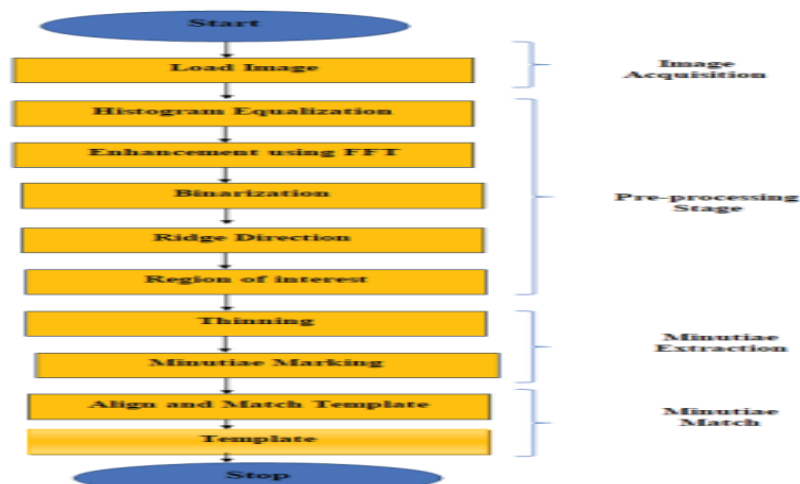 Start
Load Image
Image
Acquisition
Histogram Equalization
Enhancement using FFT
Binarization
Pre-processing
Stage
Ridge Direction
Region of interest
Thinning
Minutiae
Extraction
Minutiae Marking
Align and Match Template
Minutiae
Match
Template
Stop